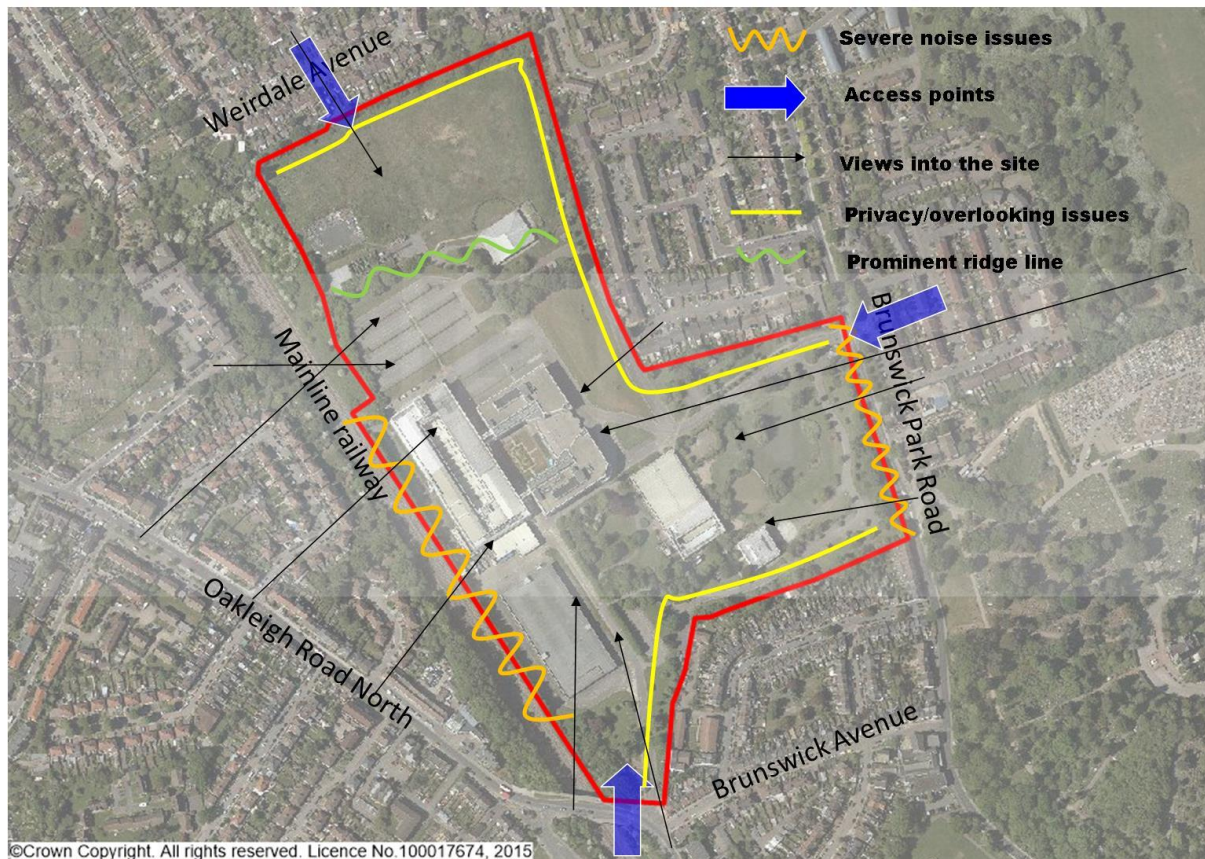 Weirdale Avenue
Severe noise issues
Access points
Views into the site
Privacy/overlooking issues
Prominent ridge line
Brunswick Park Road
Mainline railway
Oakleigh Road North
Brunswick Avenue
©Crown Copyright. All rights reserved. Licence No.100017674, 2015